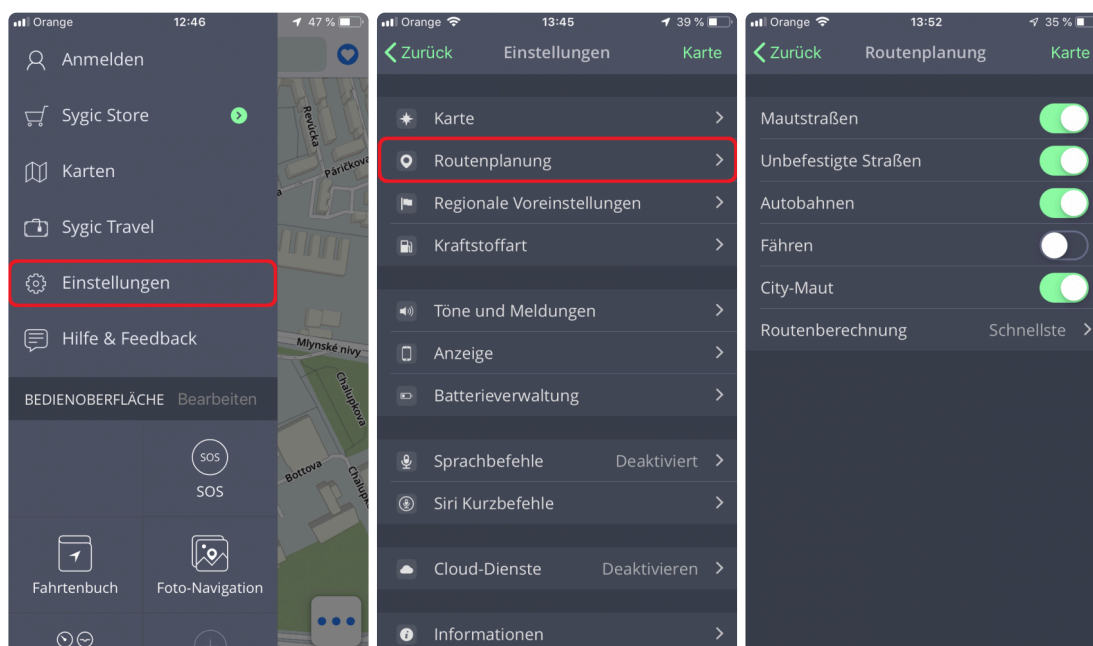 Orange 12:46 47 %
Anmelden
Sygic Store
Karten
Sygic Travel
Einstellungen
Hilfe & Feedback
BEDIENOBERFLÄCHE Bearbeiten
SOS
SOS
Fahrtenbuch Foto-Navigation
Revúcka
Páričkova
Mlynské nivy
Chalupkova
Bottova
Orange 13:45 39 %
Zurück Einstellungen Karte
Karte
Routenplanung
Regionale Voreinstellungen
Kraftstoffart
Töne und Meldungen
Anzeige
Batterieverwaltung
Sprachbefehle Deaktiviert
Siri Kurzbefehle
Cloud-Dienste Deaktivieren
Informationen
Orange 13:52 35 %
Zurück Routenplanung Karte
Mautstraßen
Unbefestigte Straßen
Autobahnen
Fähren
City-Maut
Routenberechnung Schnellste